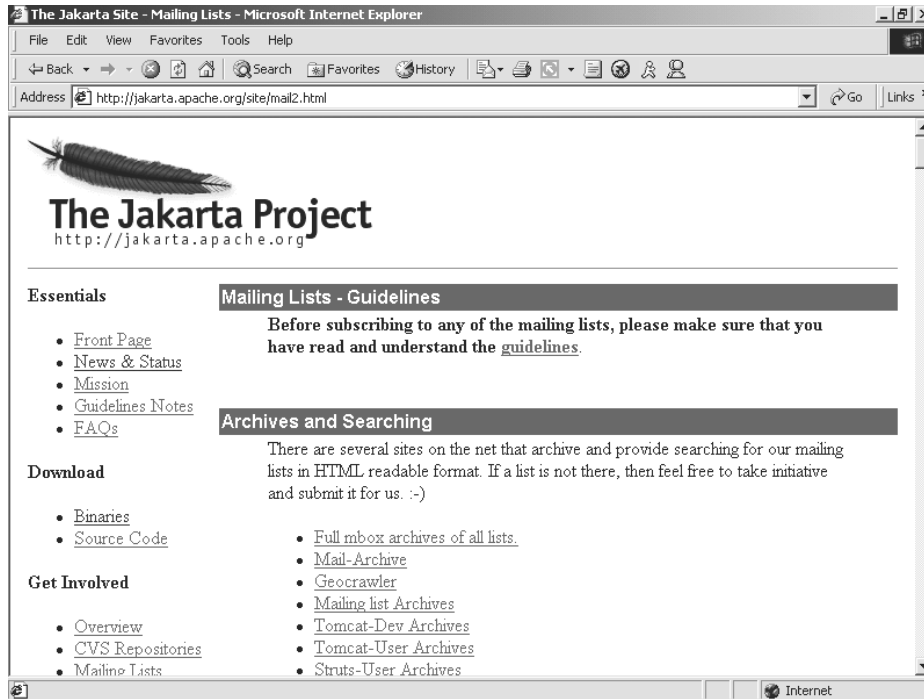 The Jakarta Site - Mailing Lists - Microsoft Internet Explorer
File Edit View Favorites Tools Help
Back Search Favorites History
Address http://jakarta.apache.org/site/mail2.html Go Links
The Jakarta Project
http://jakarta.apache.org
Essentials
Front Page
News & Status
Mission
Guidelines Notes
FAQs
Download
Binaries
Source Code
Get Involved
Overview
CVS Repositories
Mailing Lists
Mailing Lists - Guidelines
Before subscribing to any of the mailing lists, please make sure that you
have read and understand the guidelines.
Archives and Searching
There are several sites on the net that archive and provide searching for our mailing
lists in HTML readable format. If a list is not there, then feel free to take initiative
and submit it for us. :-)
Full mbox archives of all lists.
Mail-Archive
Geocrawler
Mailing list Archives
Tomcat-Dev Archives
Tomcat-User Archives
Struts-User Archives
Internet